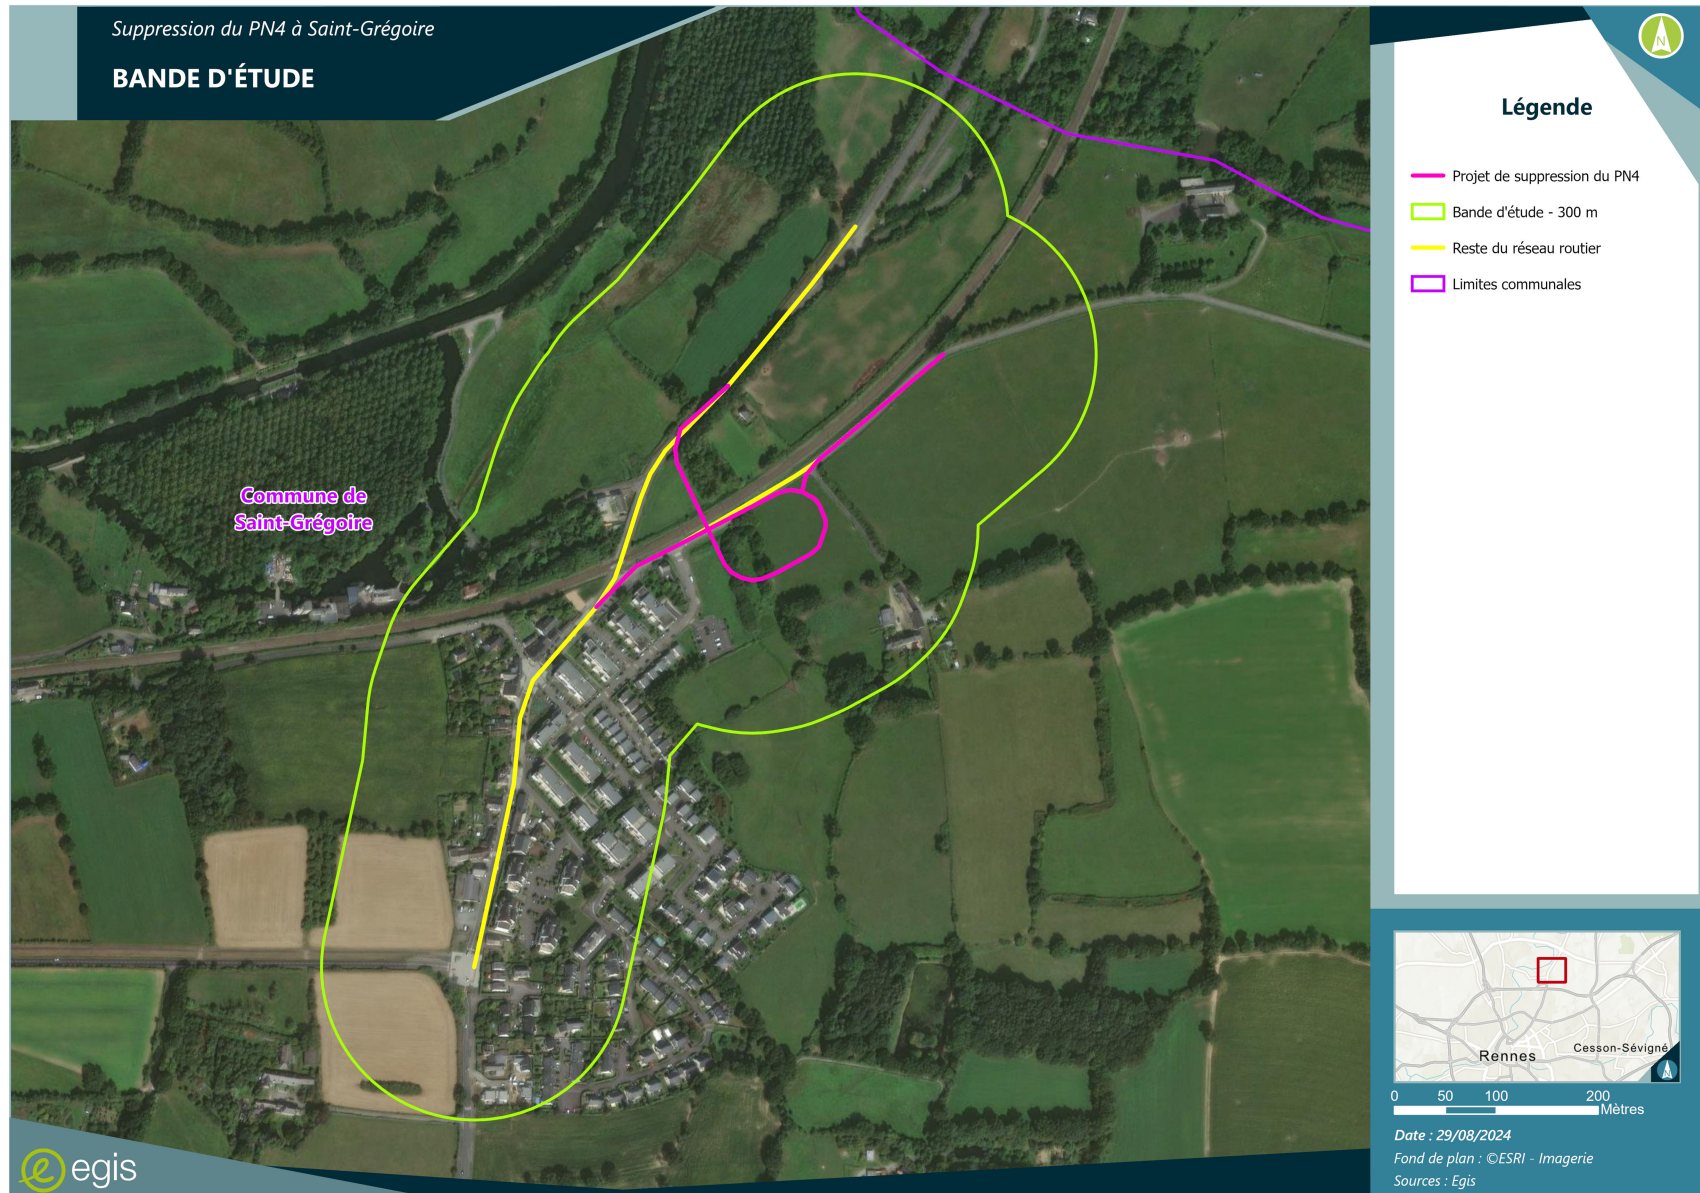 Suppression du PN4 à Saint-Grégoire
BANDE D'ÉTUDE
N
Légende
Projet de suppression du PN4
Bande d'étude - 300 m
Reste du réseau routier
Limites communales
Commune de
Saint-Grégoire
Rennes
Cesson-Sévigné
N
0 50 100 200
Mètres
Date : 29/08/2024
Fond de plan : ©ESRI - Imagerie
Sources : Egis
egis